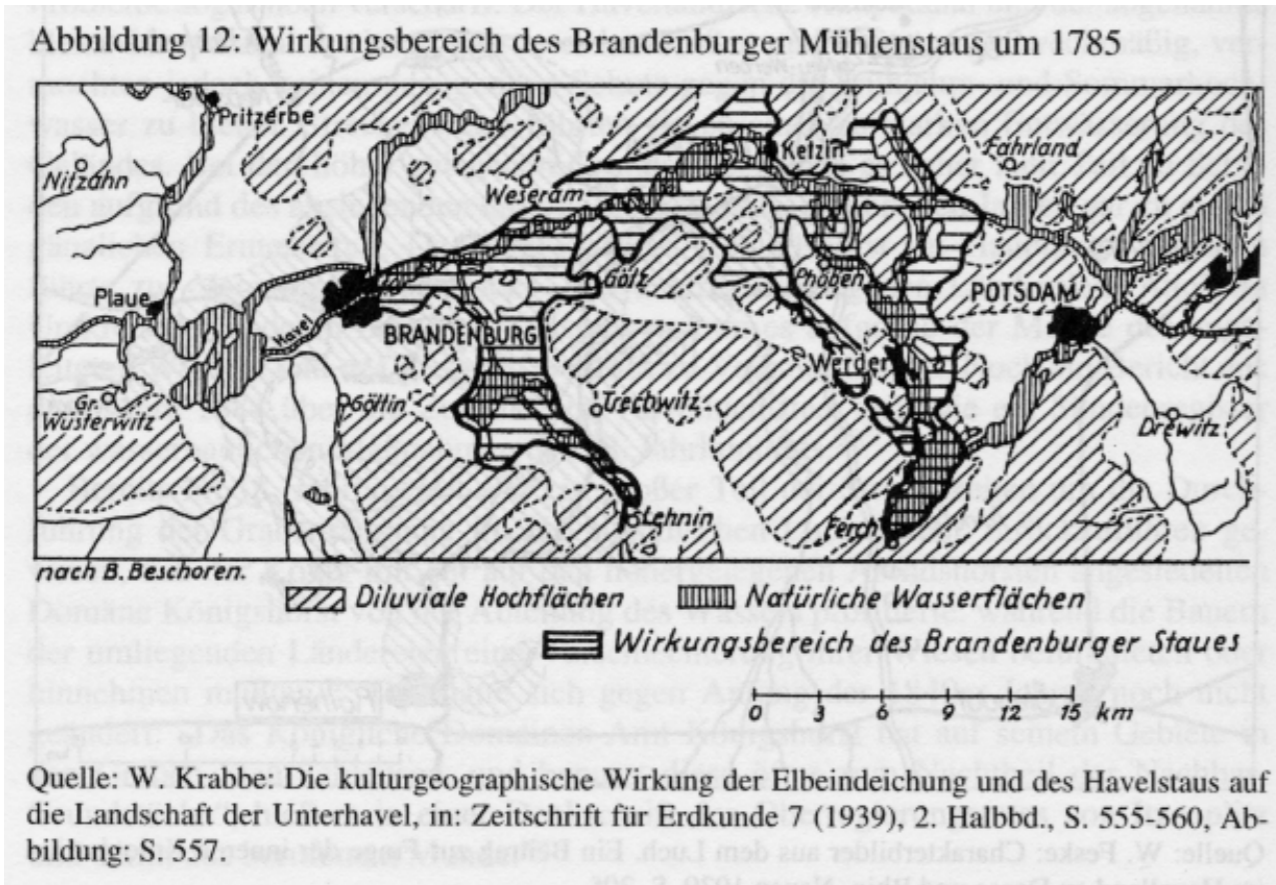 Abbildung 12: Wirkungsbereich des Brandenburger Mühlenstaus um 1785
Pritzerbe
Nitzahn
Weseram
Ketzin
Fahrland
Plaue
Havel
BRANDENBURG
Götz
Phöben
POTSDAM
Werder
Gr.
Wusterwitz
Göttin
Trechwitz
Drewitz
Lehnin
Ferch
nach B. Beschoren.
Diluviale Hochflächen
Natürliche Wasserflächen
Wirkungsbereich des Brandenburger Staues
0 3 6 9 12 15 km
Quelle: W. Krabbe: Die kulturgeographische Wirkung der Elbeindeichung und des Havelstaus auf
die Landschaft der Unterhavel, in: Zeitschrift für Erdkunde 7 (1939), 2. Halbbd., S. 555-560, Ab-
bildung: S. 557.